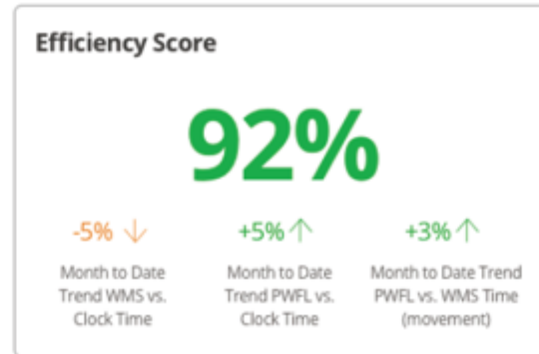 Efficiency Score
92%
-5% ↓ +5% ↑ +3% ↑
Month to Date Month to Date Month to Date Trend
Trend WMS vs. Trend PWFL vs. PWFL vs. WMS Time
Clock Time Clock Time (movement)